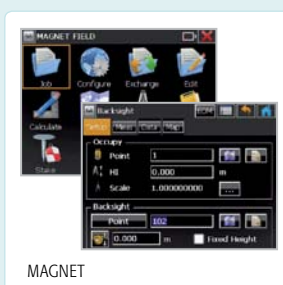 MAGNET FIELD
Job
Configure
Exchange
Edit
Calculate
Stake
Backsight
Setup Meas Data Map
Occupy
Point 1
HI 0.000 m
Scale 1.000000000 ...
Backsight
Point 102
0.000 m Fixed Height
MAGNET